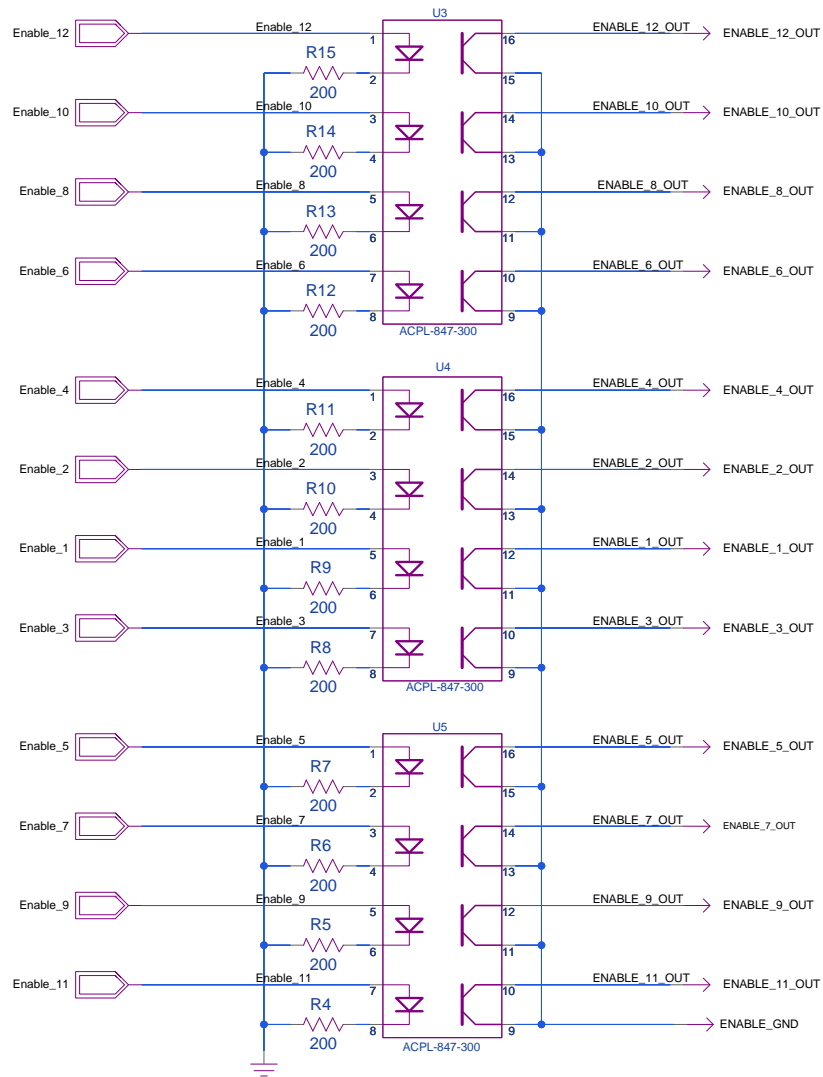 U3
Enable_12 Enable_12 1 16 ENABLE_12_OUT ENABLE_12_OUT
R15 2 15
200
Enable_10 Enable_10 3 14 ENABLE_10_OUT ENABLE_10_OUT
R14 4 13
200
Enable_8 Enable_8 5 12 ENABLE_8_OUT ENABLE_8_OUT
R13 6 11
200
Enable_6 Enable_6 7 10 ENABLE_6_OUT ENABLE_6_OUT
R12 8 9
200 ACPL-847-300
U4
Enable_4 Enable_4 1 16 ENABLE_4_OUT ENABLE_4_OUT
R11 2 15
200
Enable_2 Enable_2 3 14 ENABLE_2_OUT ENABLE_2_OUT
R10 4 13
200
Enable_1 Enable_1 5 12 ENABLE_1_OUT ENABLE_1_OUT
R9 6 11
200
Enable_3 Enable_3 7 10 ENABLE_3_OUT ENABLE_3_OUT
R8 8 9
200 ACPL-847-300
U5
Enable_5 Enable_5 1 16 ENABLE_5_OUT ENABLE_5_OUT
R7 2 15
200
Enable_7 Enable_7 3 14 ENABLE_7_OUT ENABLE_7_OUT
R6 4 13
200
Enable_9 Enable_9 5 12 ENABLE_9_OUT ENABLE_9_OUT
R5 6 11
200
Enable_11 Enable_11 7 10 ENABLE_11_OUT ENABLE_11_OUT
R4 8 9 ENABLE_GND
200 ACPL-847-300